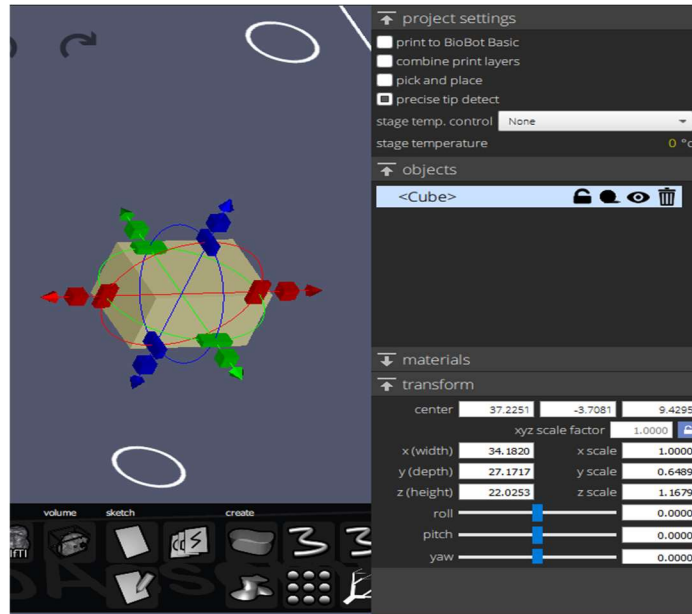 project settings
print to BioBot Basic
combine print layers
pick and place
precise tip detect
stage temp. control None
stage temperature 0 °c
objects
<Cube>
materials
transform
center 37.2251 -3.7081 9.4295
xyz scale factor 1.0000
x (width) 34.1820 x scale 1.0000
y (depth) 27.1717 y scale 0.6489
z (height) 22.0253 z scale 1.1679
roll 0.0000
pitch 0.0000
yaw 0.0000
volume sketch create